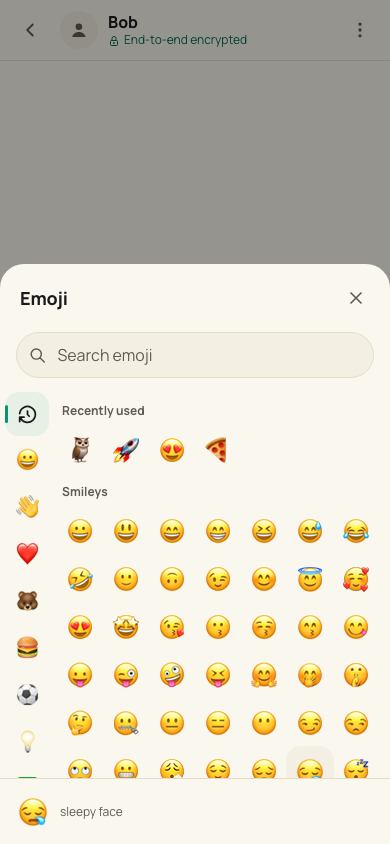 Bob
End-to-end encrypted
Emoji
Search emoji
Recently used
Smileys
sleepy face